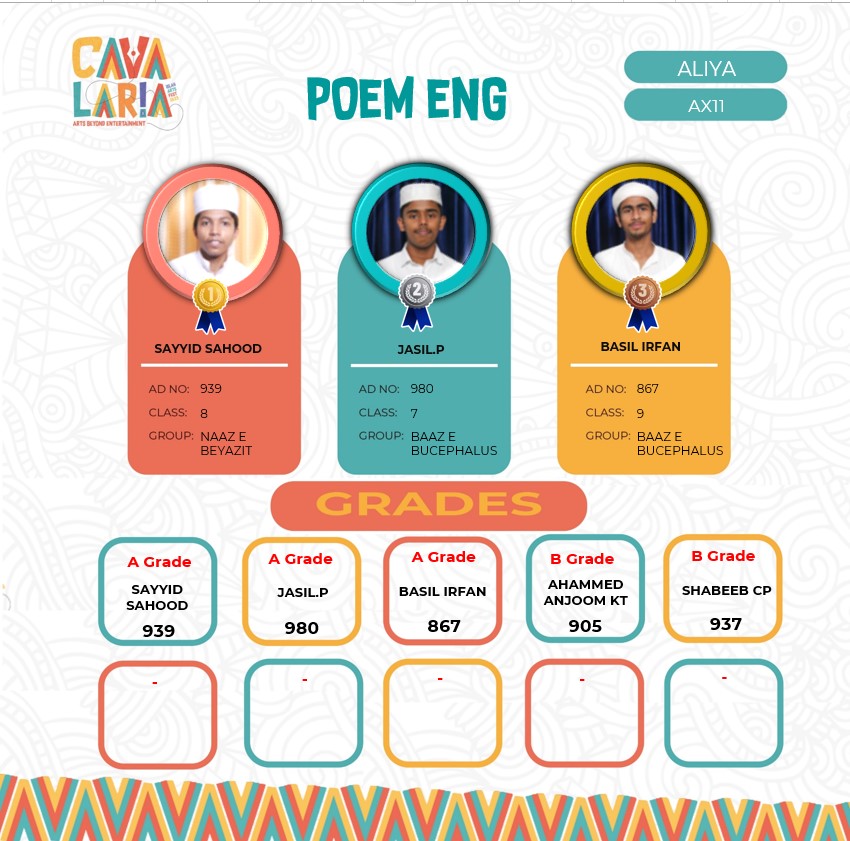 CAVA
LARIA
ARTS BEYOND ENTERTAINMENT
POEM ENG
ALIYA
AX11
1
SAYYID SAHOOD
AD NO: 939
CLASS: 8
GROUP: NAAZ E
BEYAZIT
2
JASIL.P
AD NO: 980
CLASS: 7
GROUP: BAAZ E
BUCEPHALUS
3
BASIL IRFAN
AD NO: 867
CLASS: 9
GROUP: BAAZ E
BUCEPHALUS
GRADES
A Grade
SAYYID
SAHOOD
939
A Grade
JASIL.P
980
A Grade
BASIL IRFAN
867
B Grade
AHAMMED
ANJOOM KT
905
B Grade
SHABEEB CP
937
-
-
-
-
-